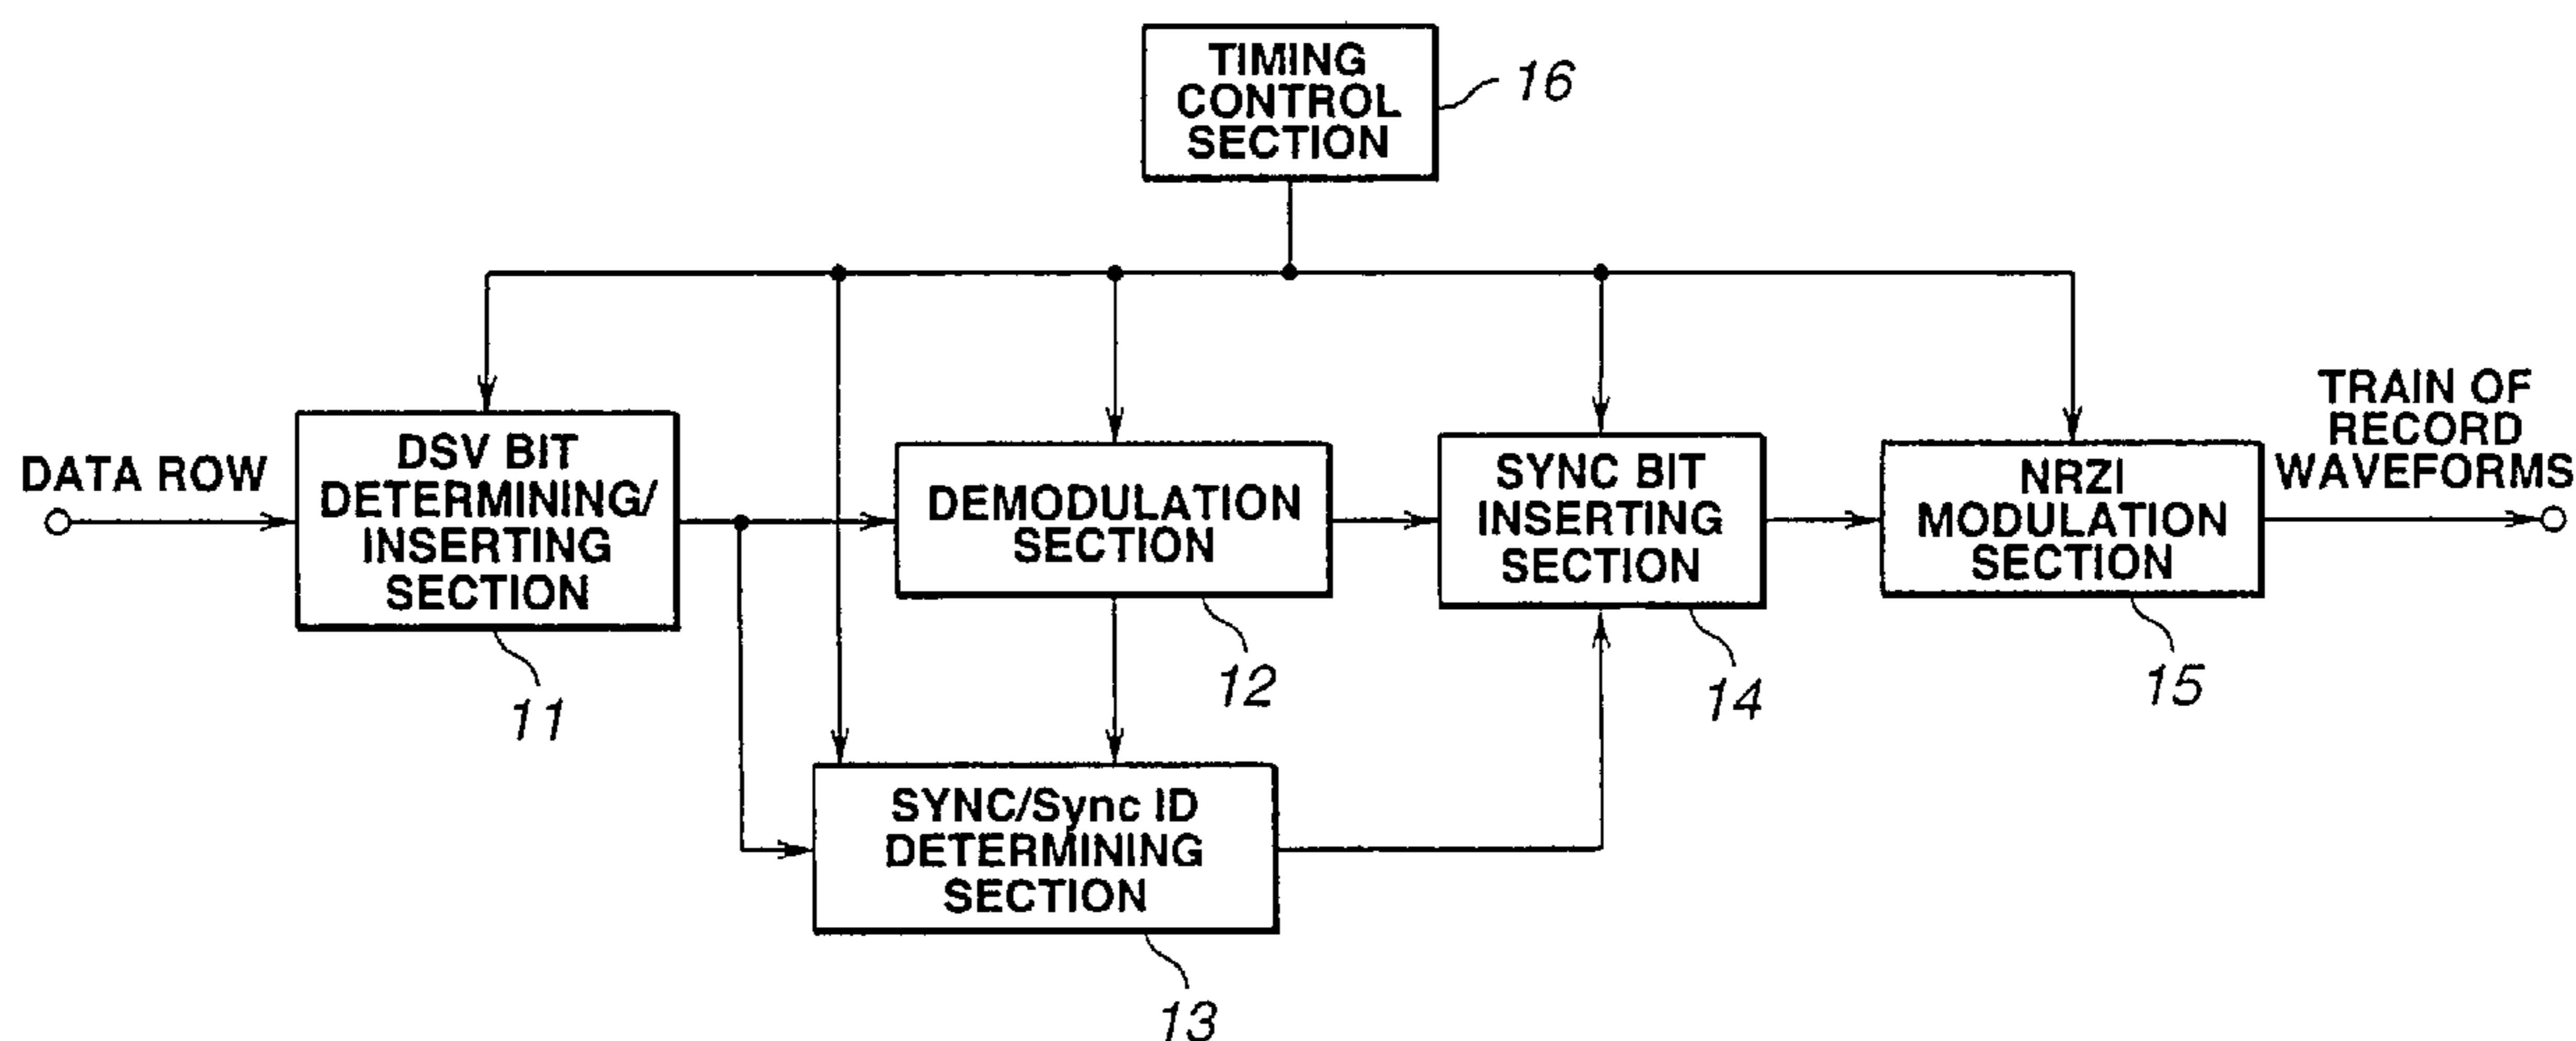 TIMING
CONTROL
SECTION
16
DATA ROW
DSV BIT
DETERMINING/
INSERTING
SECTION
11
DEMODULATION
SECTION
12
SYNC BIT
INSERTING
SECTION
14
NRZI
MODULATION
SECTION
15
TRAIN OF
RECORD
WAVEFORMS
SYNC/Sync ID
DETERMINING
SECTION
13